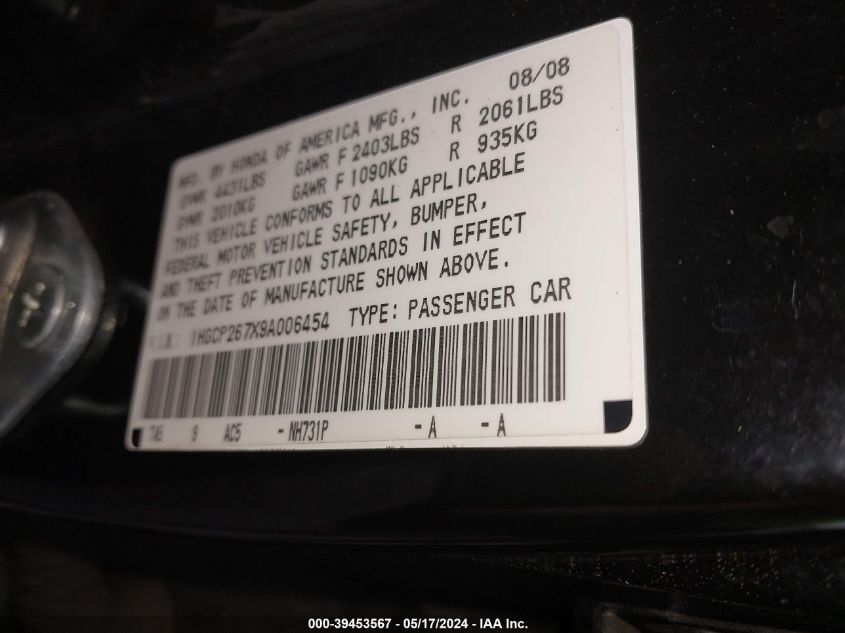 MFD. BY HONDA OF AMERICA MFG., INC. 08/08
GVWR 4431LBS GAWR F 2403LBS R 2061LBS
GVWR 2010KG GAWR F 1090KG R 935KG
THIS VEHICLE CONFORMS TO ALL APPLICABLE
FEDERAL MOTOR VEHICLE SAFETY, BUMPER,
AND THEFT PREVENTION STANDARDS IN EFFECT
ON THE DATE OF MANUFACTURE SHOWN ABOVE.
V.I.N.: 1HGCP267X9A006454 TYPE: PASSENGER CAR
9 AC5 - NH731P - A - A
000-39453567 - 05/17/2024 - IAA Inc.